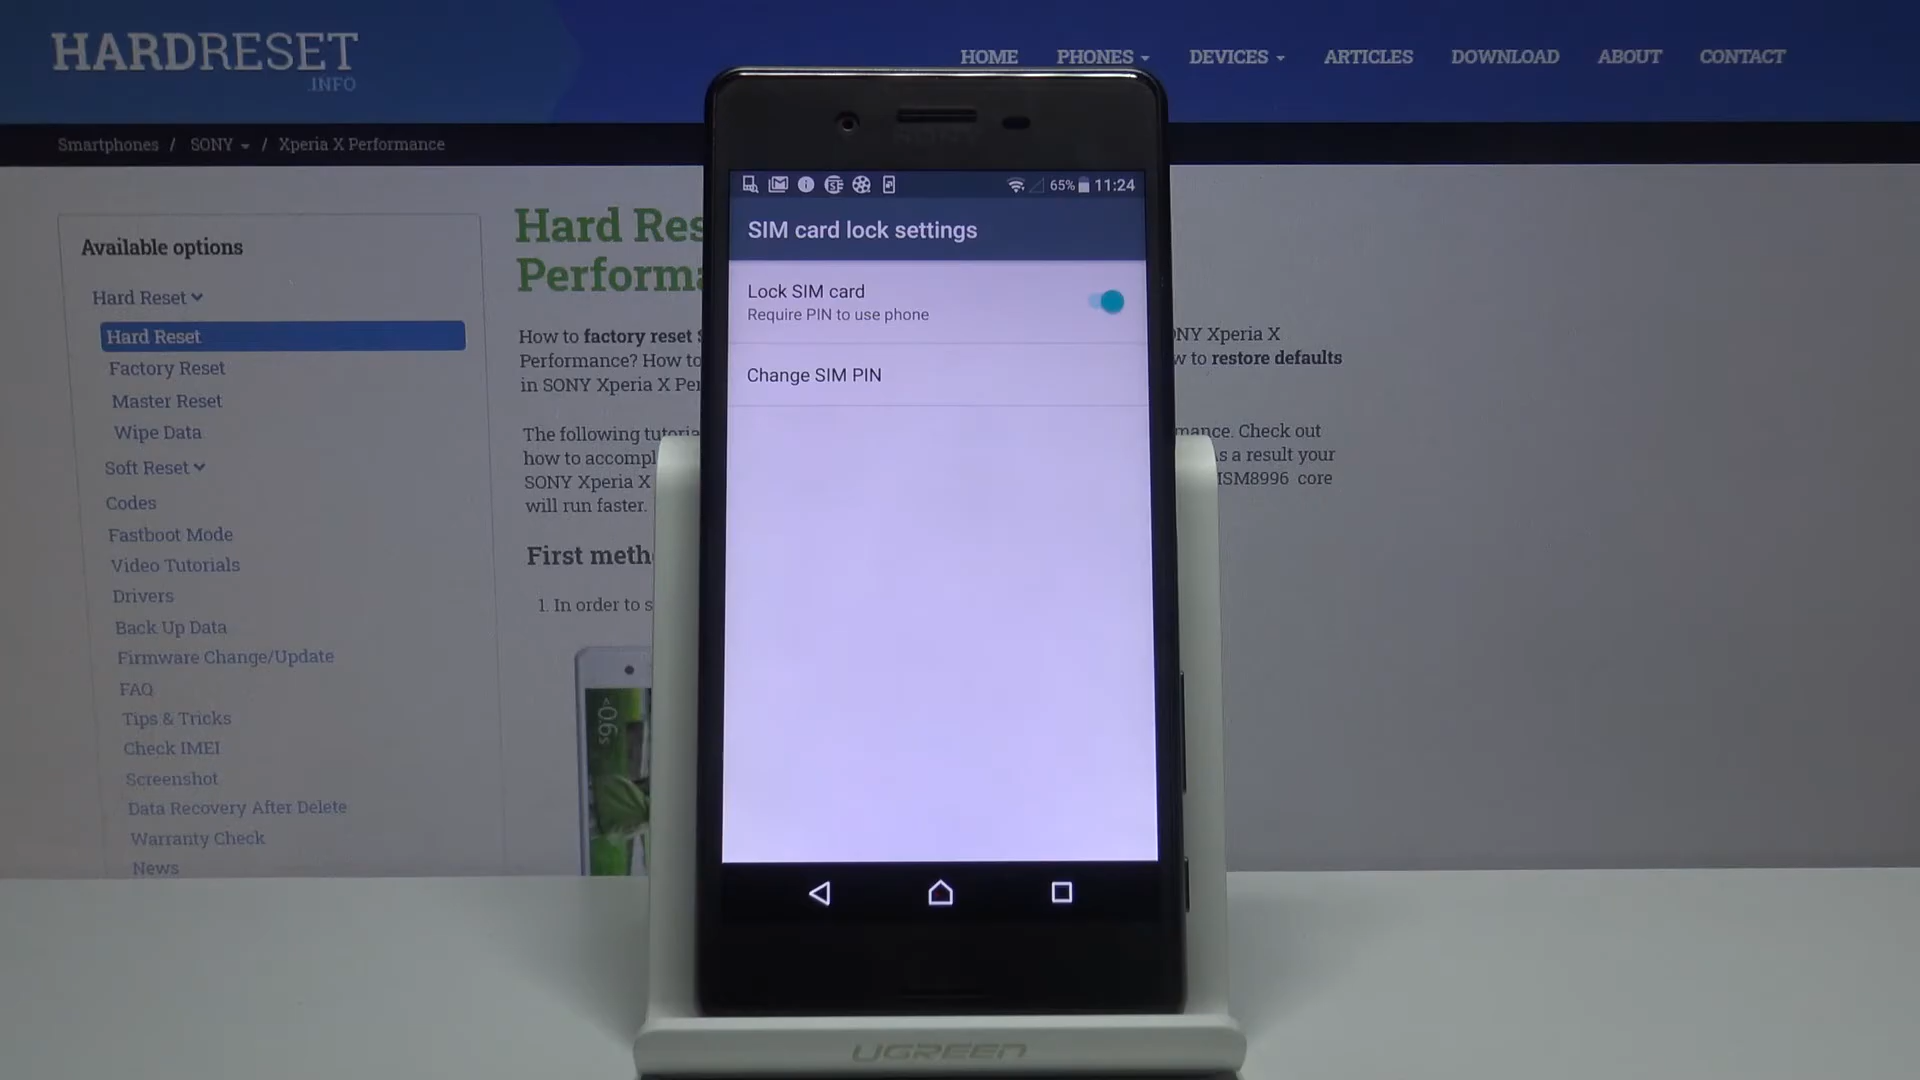 HARDRESET
.INFO
HOME PHONES DEVICES ARTICLES DOWNLOAD ABOUT CONTACT
Smartphones / SONY / Xperia X Performance
Available options
Hard Reset
Hard Reset
Factory Reset
Master Reset
Wipe Data
Soft Reset
Codes
Fastboot Mode
Video Tutorials
Drivers
Back Up Data
Firmware Change/Update
FAQ
Tips & Tricks
Check IMEI
Screenshot
Data Recovery After Delete
Warranty Check
News
Hard Res
Performa
How to factory reset
Performance? How to
in SONY Xperia X Per
The following tutoria
how to accompl
SONY Xperia X
will run faster.
First meth
1. In order to s
NY Xperia X
w to restore defaults
mance. Check out
s a result your
MSM8996 core
SONY
65% 11:24
SIM card lock settings
Lock SIM card
Require PIN to use phone
Change SIM PIN
UGREEN